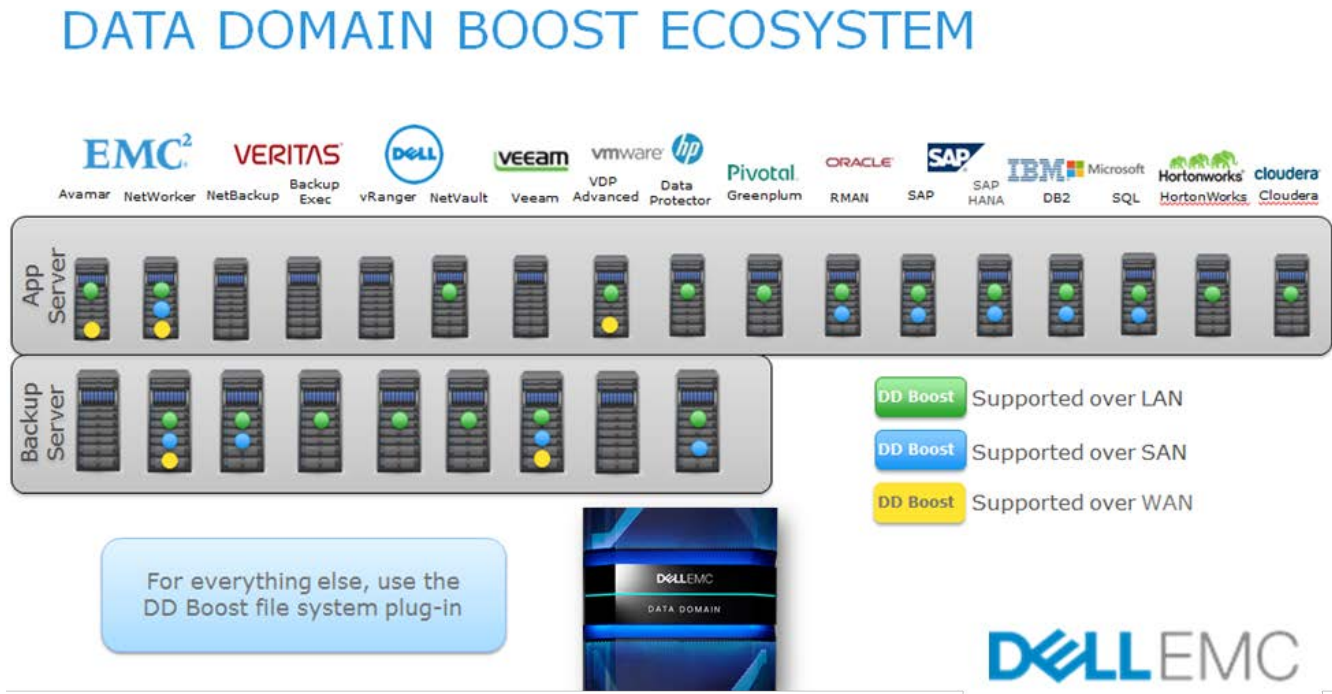 DATA DOMAIN BOOST ECOSYSTEM
EMC²
VERITAS
DELL
veeam
vmware
hp
Pivotal
ORACLE
SAP
IBM
Microsoft
Hortonworks
cloudera
Avamar
NetWorker
NetBackup
Backup
Exec
vRanger
NetVault
Veeam
VDP
Advanced
Data
Protector
Greenplum
RMAN
SAP
SAP
HANA
DB2
SQL
HortonWorks
Cloudera
App
Server
Backup
Server
DD Boost Supported over LAN
DD Boost Supported over SAN
DD Boost Supported over WAN
For everything else, use the
DD Boost file system plug-in
DELLEMC
DATA DOMAIN
DELLEMC